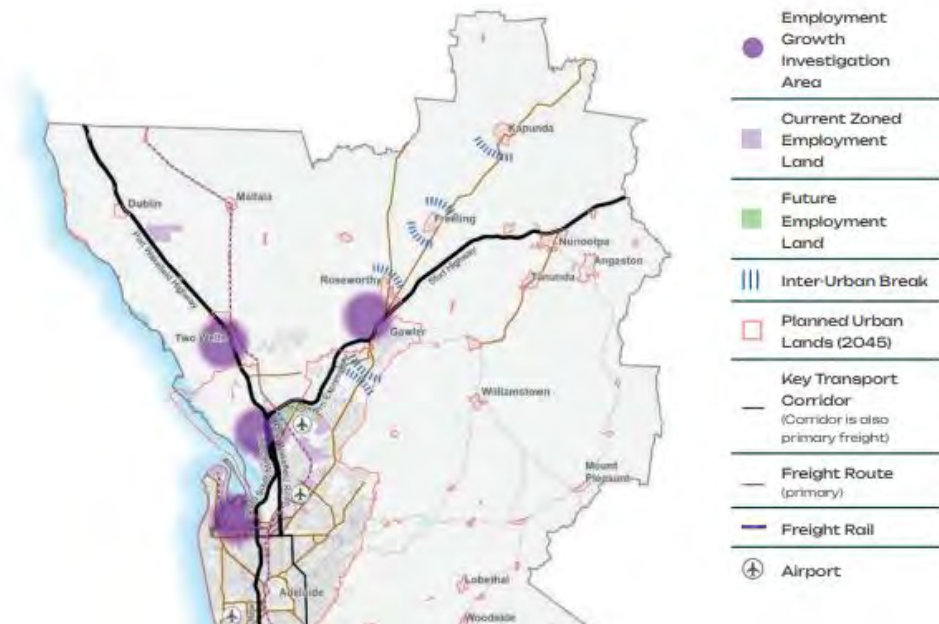 Kapunda
Dublin
Mallala
Freeling
Port Wakefield Highway
Nuriootpa
Sturt Highway
Angaston
Roseworthy
Tanunda
Two Wells
Gawler
Williamstown
Mount
Pleasant
Adelaide
Lobethal
Woodside
Employment
Growth
Investigation
Area
Current Zoned
Employment
Land
Future
Employment
Land
Inter-Urban Break
Planned Urban
Lands (2045)
Key Transport
Corridor
(Corridor is also
primary freight)
Freight Route
(primary)
Freight Rail
Airport